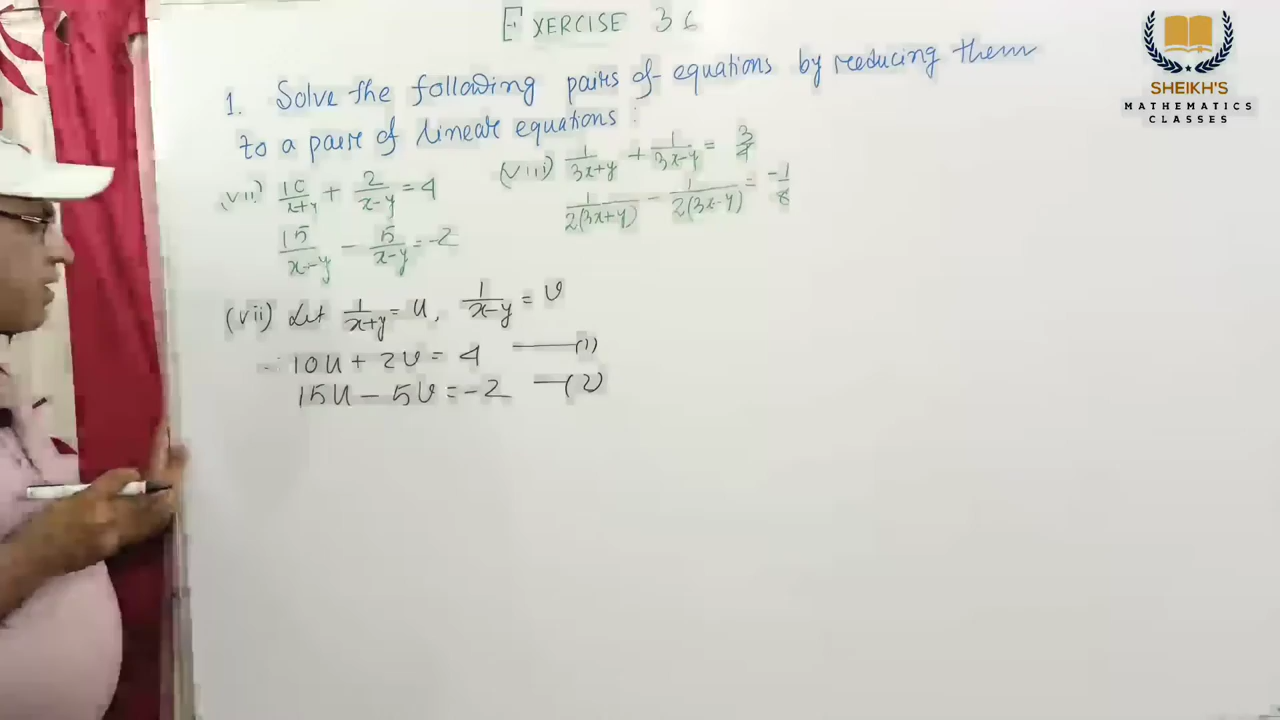 EXERCISE 3 6
SHEIKH'S
MATHEMATICS
CLASSES
1. Solve the following pairs of equations by reducing them
to a pair of linear equations :
(vii) 10/x+y + 2/x-y = 4
15/x+y - 5/x-y = -2
(viii) 1/3x+y + 1/3x-y = 3/4
1/2(3x+y) - 1/2(3x-y) = -1/8
(vii) Let 1/x+y = u, 1/x-y = v
10u + 2v = 4 —(1)
15u - 5v = -2 —(2)